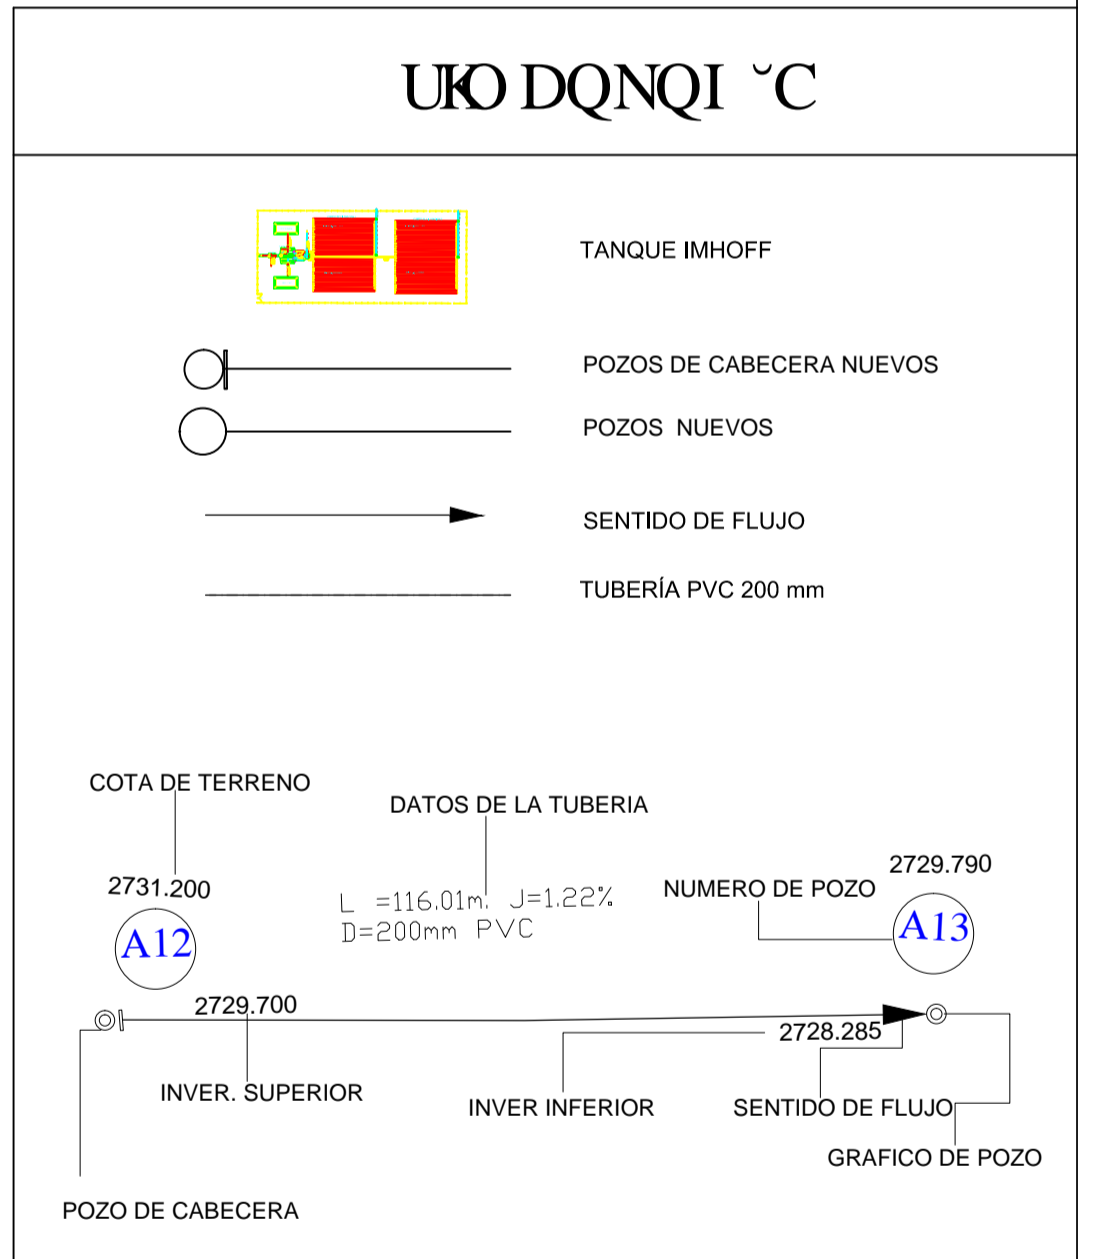 UKO DQNQI ˘C
TANQUE IMHOFF
POZOS DE CABECERA NUEVOS
POZOS NUEVOS
SENTIDO DE FLUJO
TUBERÍA PVC 200 mm
COTA DE TERRENO
DATOS DE LA TUBERIA
2731.200
L =116.01m. J=1.22%
D=200mm PVC
NUMERO DE POZO
2729.790
A12
A13
2729.700
2728.285
INVER. SUPERIOR
INVER INFERIOR
SENTIDO DE FLUJO
GRAFICO DE POZO
POZO DE CABECERA